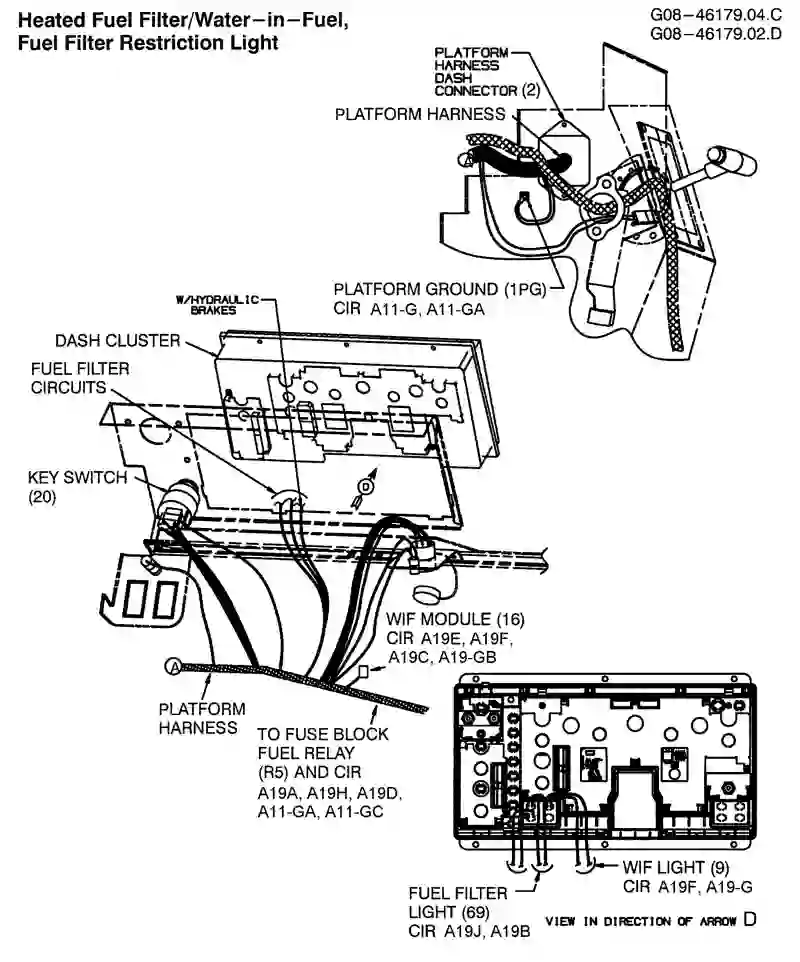 Heated Fuel Filter/Water-in-Fuel,
Fuel Filter Restriction Light
G08-46179.04.C
G08-46179.02.D
PLATFORM
HARNESS
DASH
CONNECTOR (2)
PLATFORM HARNESS
A
PLATFORM GROUND (1PG)
CIR A11-G, A11-GA
W/HYDRAULIC
BRAKES
DASH CLUSTER
FUEL FILTER
CIRCUITS
KEY SWITCH
(20)
D
WIF MODULE (16)
CIR A19E, A19F,
A19C, A19-GB
A
PLATFORM
HARNESS
TO FUSE BLOCK
FUEL RELAY
(R5) AND CIR
A19A, A19H, A19D,
A11-GA, A11-GC
WIF LIGHT (9)
CIR A19F, A19-G
FUEL FILTER
LIGHT (69)
CIR A19J, A19B
VIEW IN DIRECTION OF ARROW D